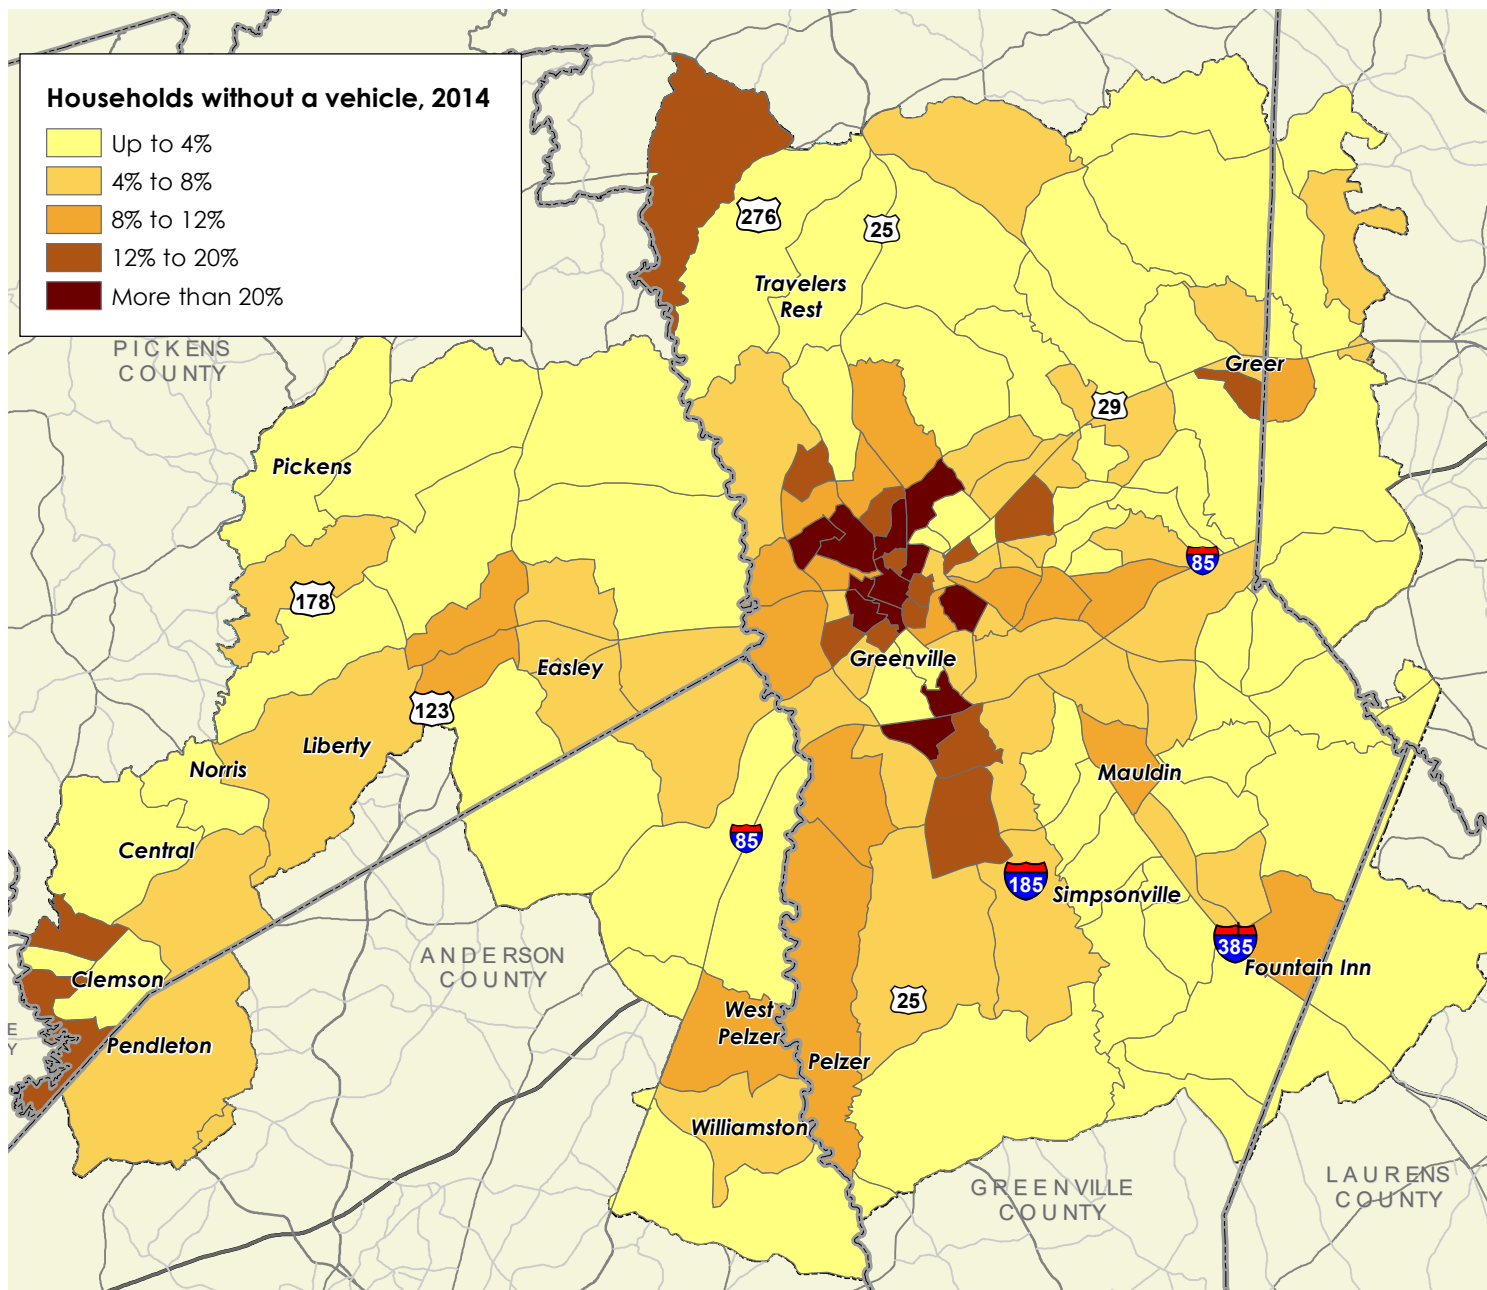 Households without a vehicle, 2014
Up to 4%
4% to 8%
8% to 12%
12% to 20%
More than 20%
276
25
Travelers
Rest
PICKENS
COUNTY
Greer
29
Pickens
85
178
Greenville
Easley
123
Liberty
Norris
Mauldin
Central
85
185
Simpsonville
385
Fountain Inn
ANDERSON
COUNTY
Clemson
25
West
Pelzer
Pendleton
Pelzer
E
Y
Williamston
GREENVILLE
COUNTY
LAURENS
COUNTY